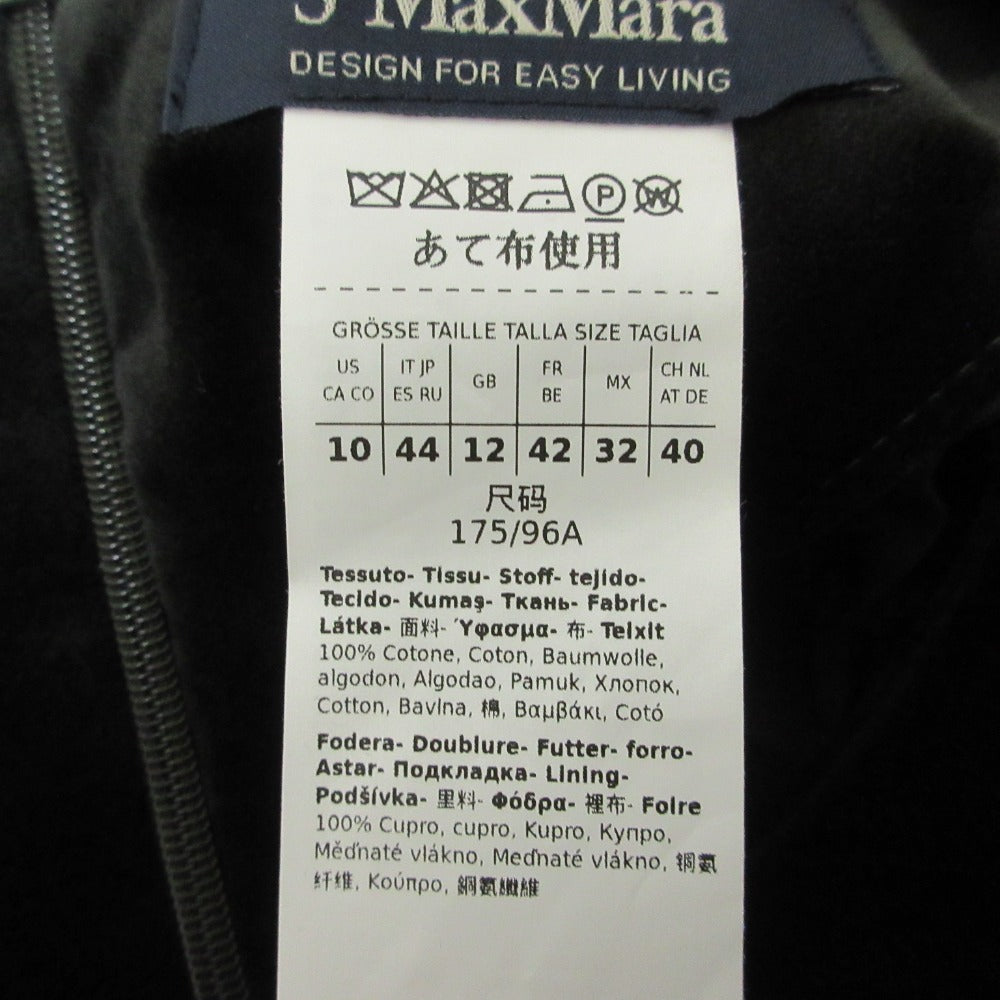 S MaxMara
DESIGN FOR EASY LIVING
P W
あて布使用
GRÖSSE TAILLE TALLA SIZE TAGLIA
US CA CO
IT JP ES RU
GB
FR BE
MX
CH NL AT DE
10 44 12 42 32 40
尺码
175/96A
Tessuto- Tissu- Stoff- tejido-
Tecido- Kumaş- Ткань- Fabric-
Látka- 面料- Ύφασμα- 布- Teixit
100% Cotone, Coton, Baumwolle,
algodon, Algodao, Pamuk, Хлопок,
Cotton, Bavlna, 棉, Βαμβάκι, Cotó
Fodera- Doublure- Futter- forro-
Astar- Подкладка- Lining-
Podšívka- 里料- Φόδρα- 裡布- Folre
100% Cupro, cupro, Kupro, Купро,
Měďnaté vlákno, Meďnaté vlákno, 铜氨
纤维, Κούπρο, 銅氨纖維